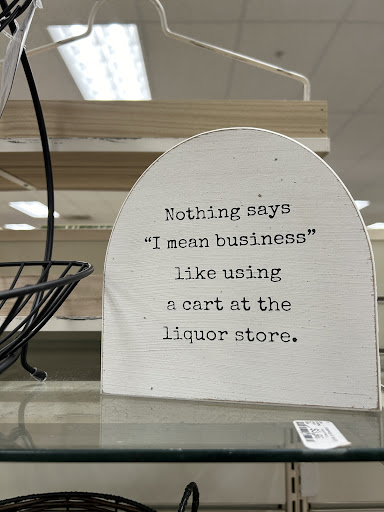 Nothing says
“I mean business”
like using
a cart at the
liquor store.